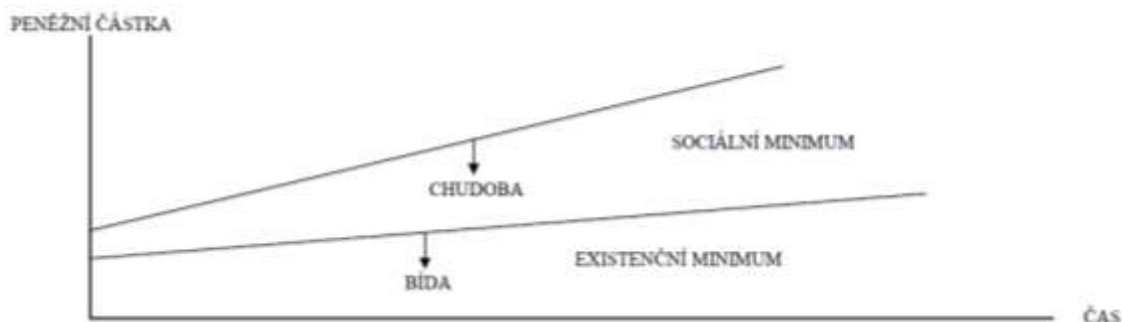 PENĚŽNÍ ČÁSTKA
SOCIÁLNÍ MINIMUM
CHUDOBA
EXISTENČNÍ MINIMUM
BÍDA
ČAS